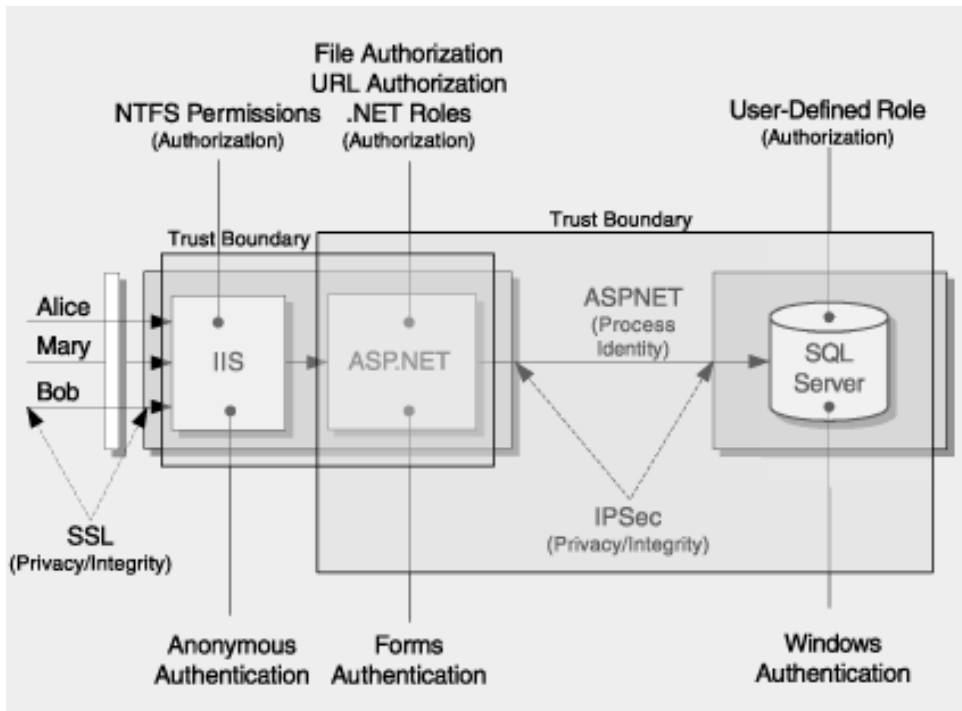 File Authorization
URL Authorization
.NET Roles
(Authorization)
NTFS Permissions
(Authorization)
User-Defined Role
(Authorization)
Trust Boundary
Trust Boundary
Alice
Mary
Bob
IIS
ASP.NET
ASPNET
(Process
Identity)
SQL
Server
SSL
(Privacy/Integrity)
IPSec
(Privacy/Integrity)
Anonymous
Authentication
Forms
Authentication
Windows
Authentication